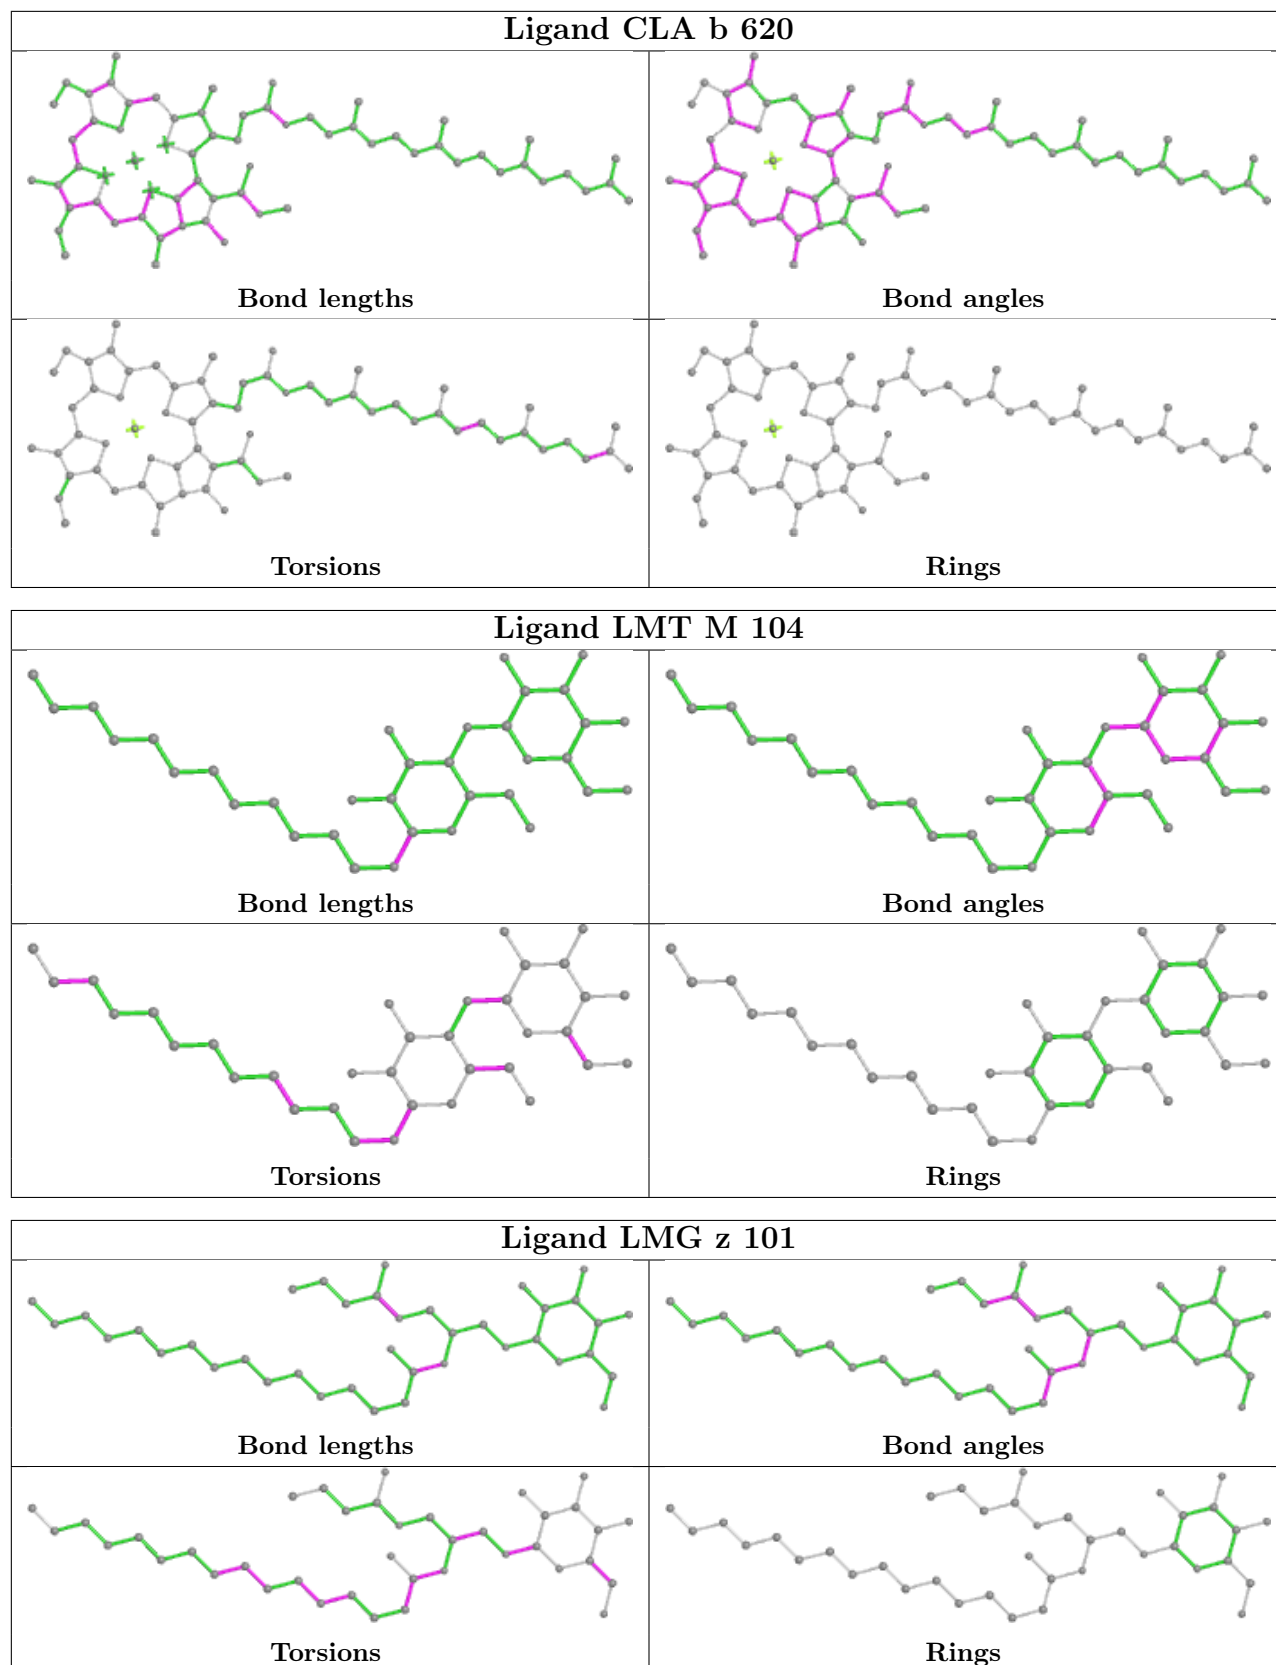 Ligand CLA b 620
Bond lengths
Bond angles
Torsions
Rings
Ligand LMT M 104
Bond lengths
Bond angles
Torsions
Rings
Ligand LMG z 101
Bond lengths
Bond angles
Torsions
Rings